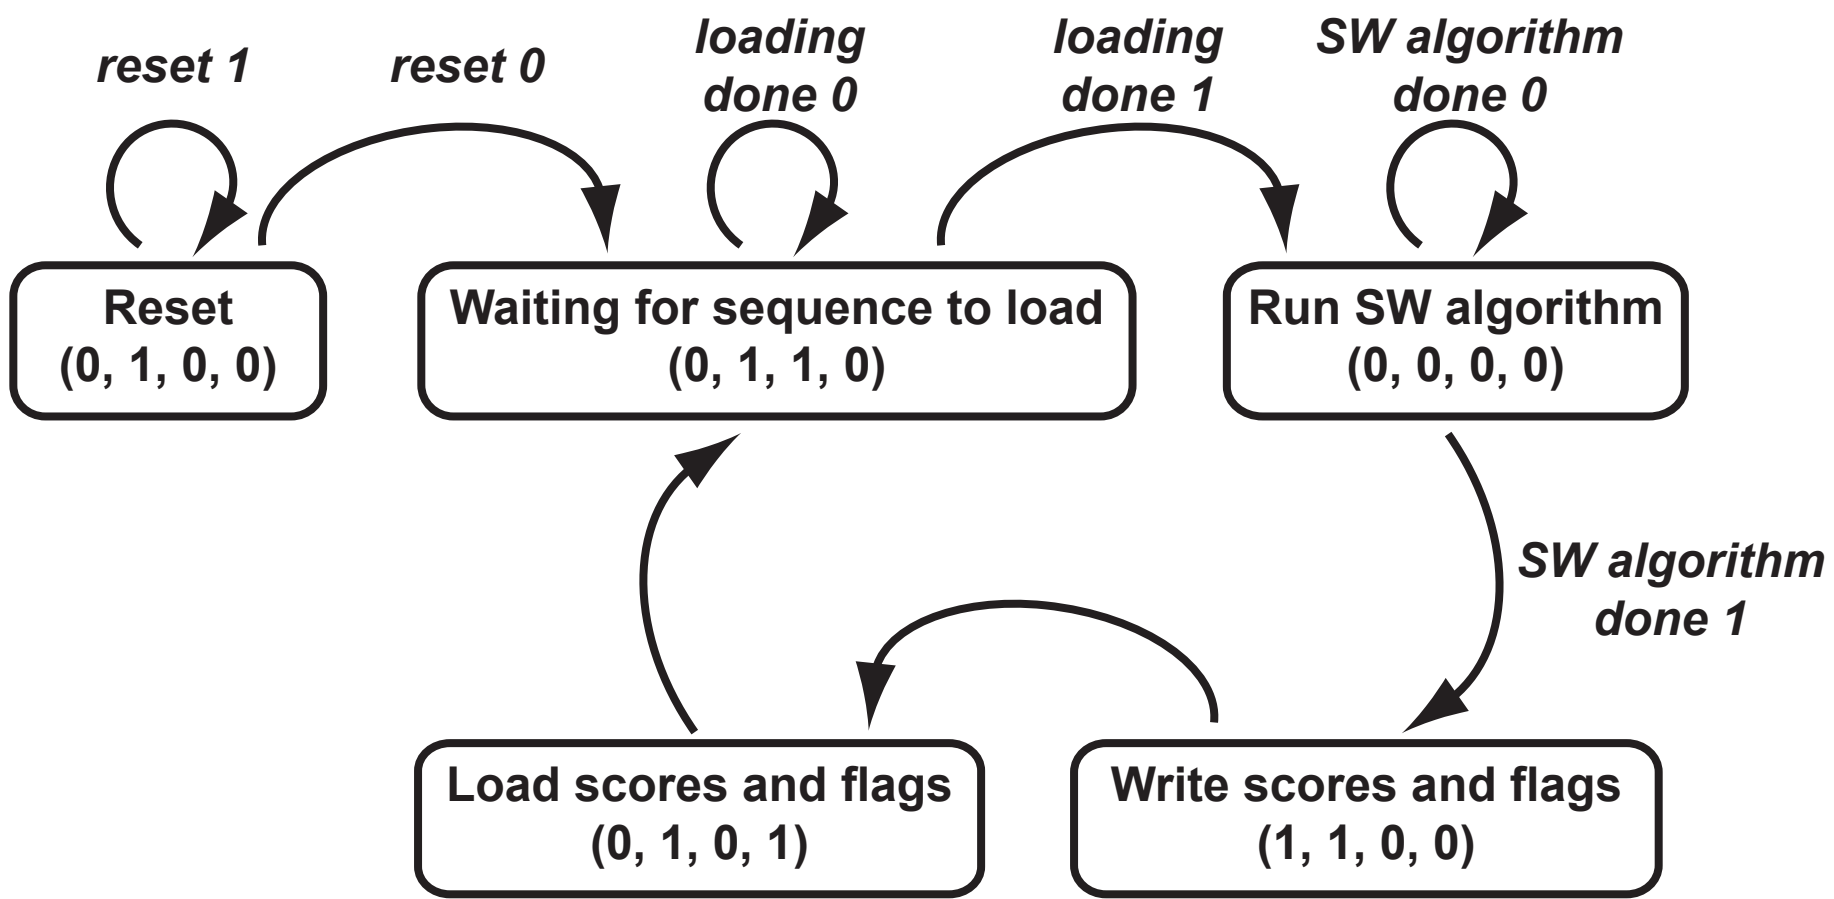 reset 1
reset 0
loading
done 0
loading
done 1
SW algorithm
done 0
Reset
(0, 1, 0, 0)
Waiting for sequence to load
(0, 1, 1, 0)
Run SW algorithm
(0, 0, 0, 0)
SW algorithm
done 1
Load scores and flags
(0, 1, 0, 1)
Write scores and flags
(1, 1, 0, 0)